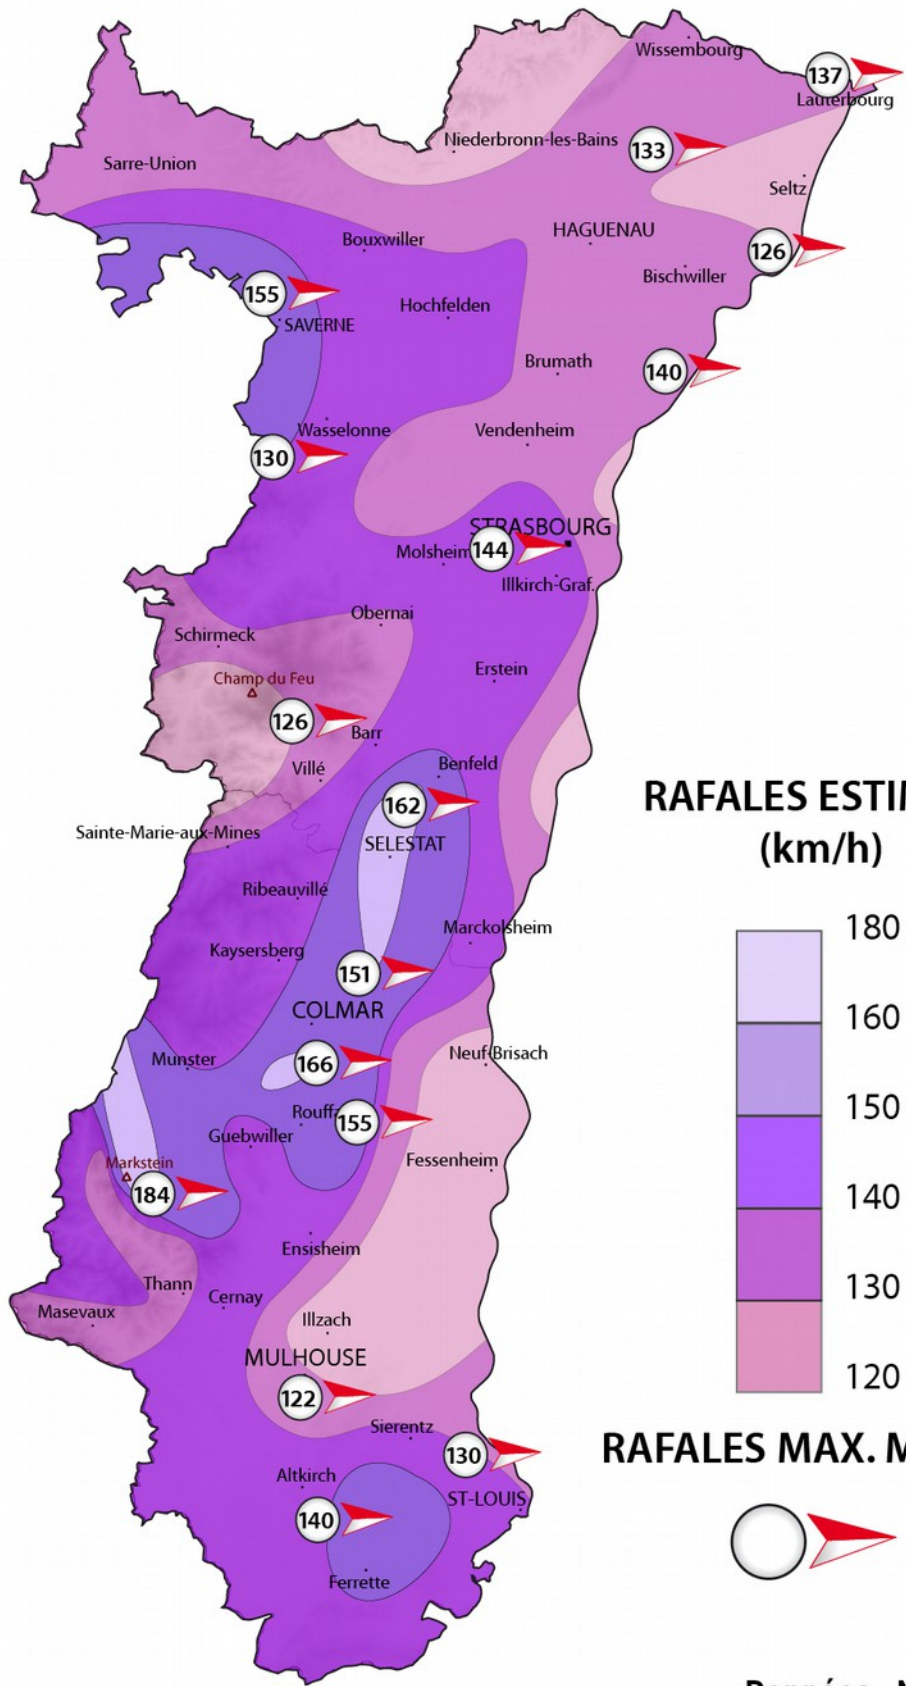 Wissembourg
137
Lauterbourg
Niederbronn-les-Bains
133
Sarre-Union
Seltz
HAGUENAU
Bouxwiller
126
Bischwiller
155
Hochfelden
SAVERNE
Brumath
140
Wasselonne
Vendenheim
130
STRASBOURG
Molsheim
144
Illkirch-Graf.
Obernai
Schirmeck
Erstein
Champ du Feu
126
Barr
Villé
Benfeld
RAFALES
(km/h)
162
Sainte-Marie-aux-Mines
SELESTAT
Ribeauvillé
Marckolsheim
180
Kaysersberg
151
COLMAR
160
Munster
166
Neuf-Brisach
Rouffa
155
150
Guebwiller
Markstein
Fessenheim
184
140
Ensisheim
Thann
Cernay
130
Masevaux
Illzach
MULHOUSE
120
122
Sierentz
RAFALES MAX.
130
Altkirch
ST-LOUIS
140
Ferrette